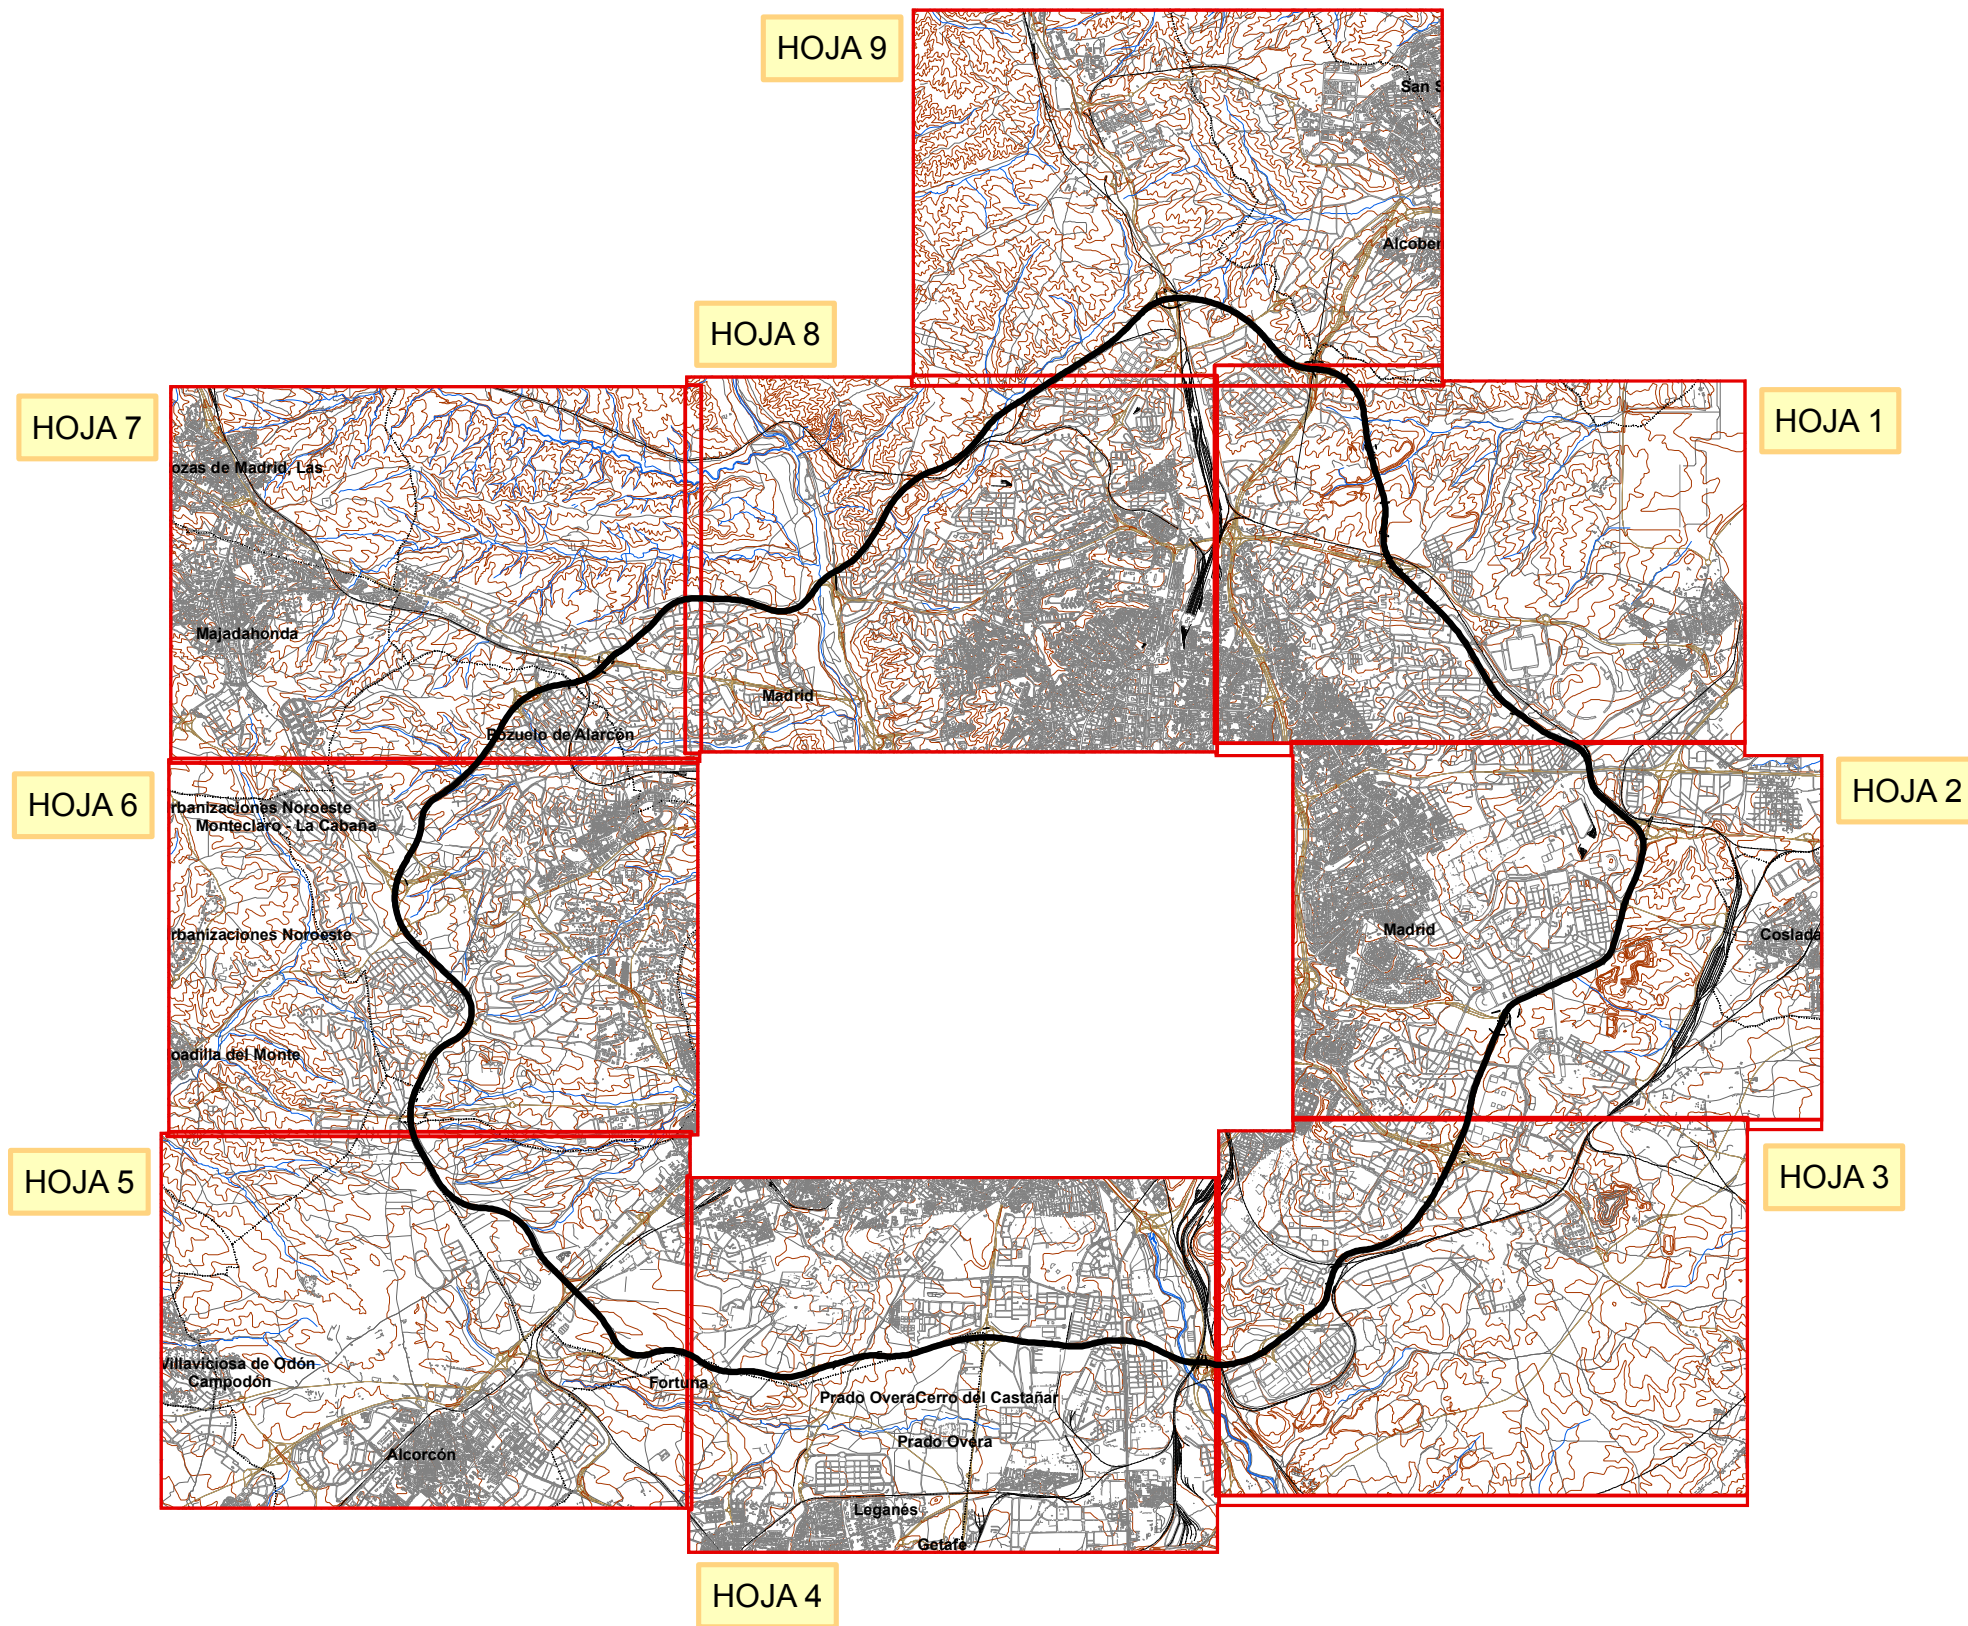 HOJA 9
San S
Alcober
HOJA 8
HOJA 7
HOJA 1
ozas de Madrid, Las
Majadahonda
Madrid
Pozuelo de Alarcón
HOJA 6
HOJA 2
rbanizaciones Noroeste
Monteclaro - La Cabaña
rbanizaciones Noroeste
Madrid
Coslada
oadilla del Monte
HOJA 5
HOJA 3
Villaviciosa de Odón
Campodón
Fortuna
Prado Overa
Cerro del Castañar
Prado Overa
Alcorcón
Leganés
Getafe
HOJA 4